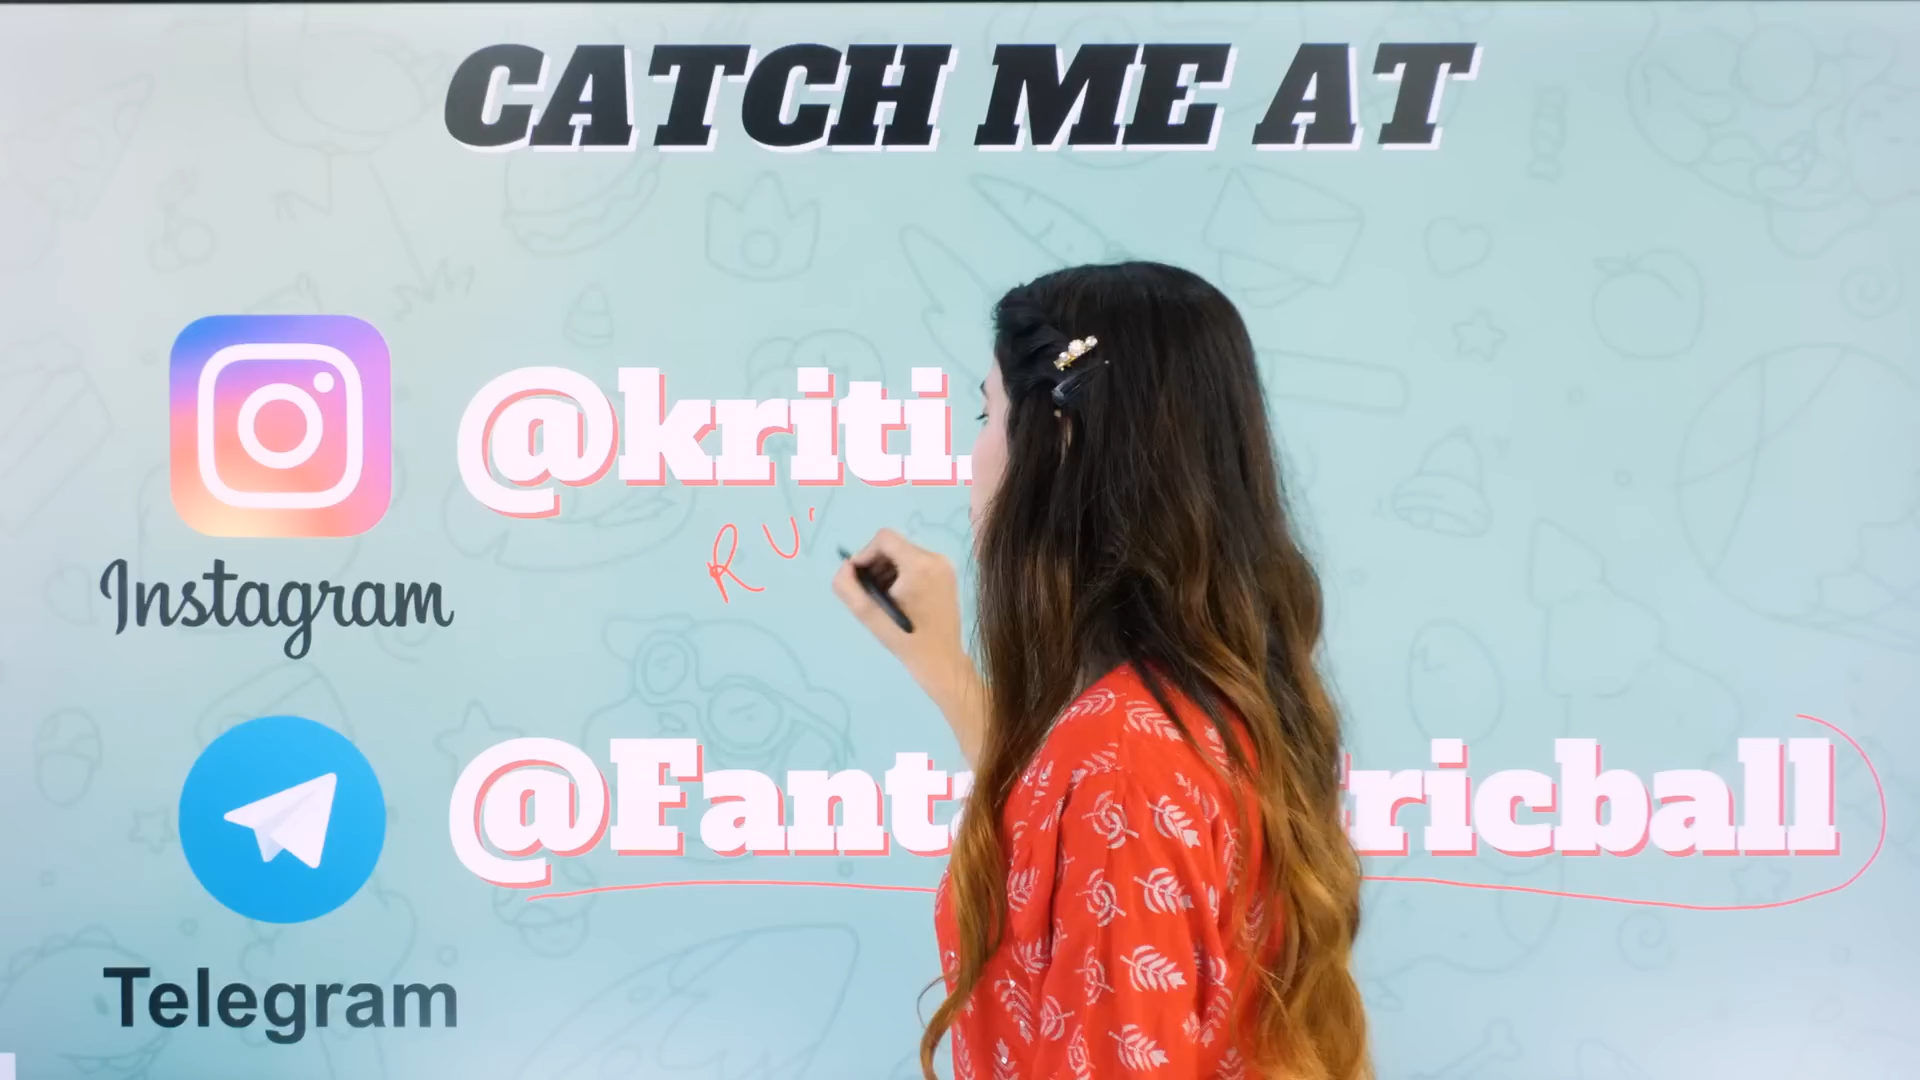 CATCH ME AT
@kriti.
RU
Instagram
@Fant ricball
Telegram